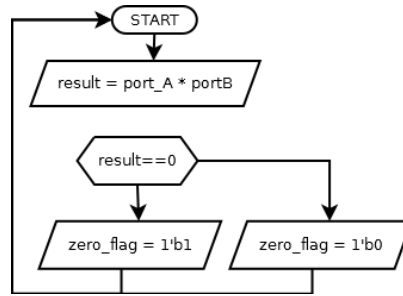 START
result = port_A * portB
result==0
zero_flag = 1'b1
zero_flag = 1'b0